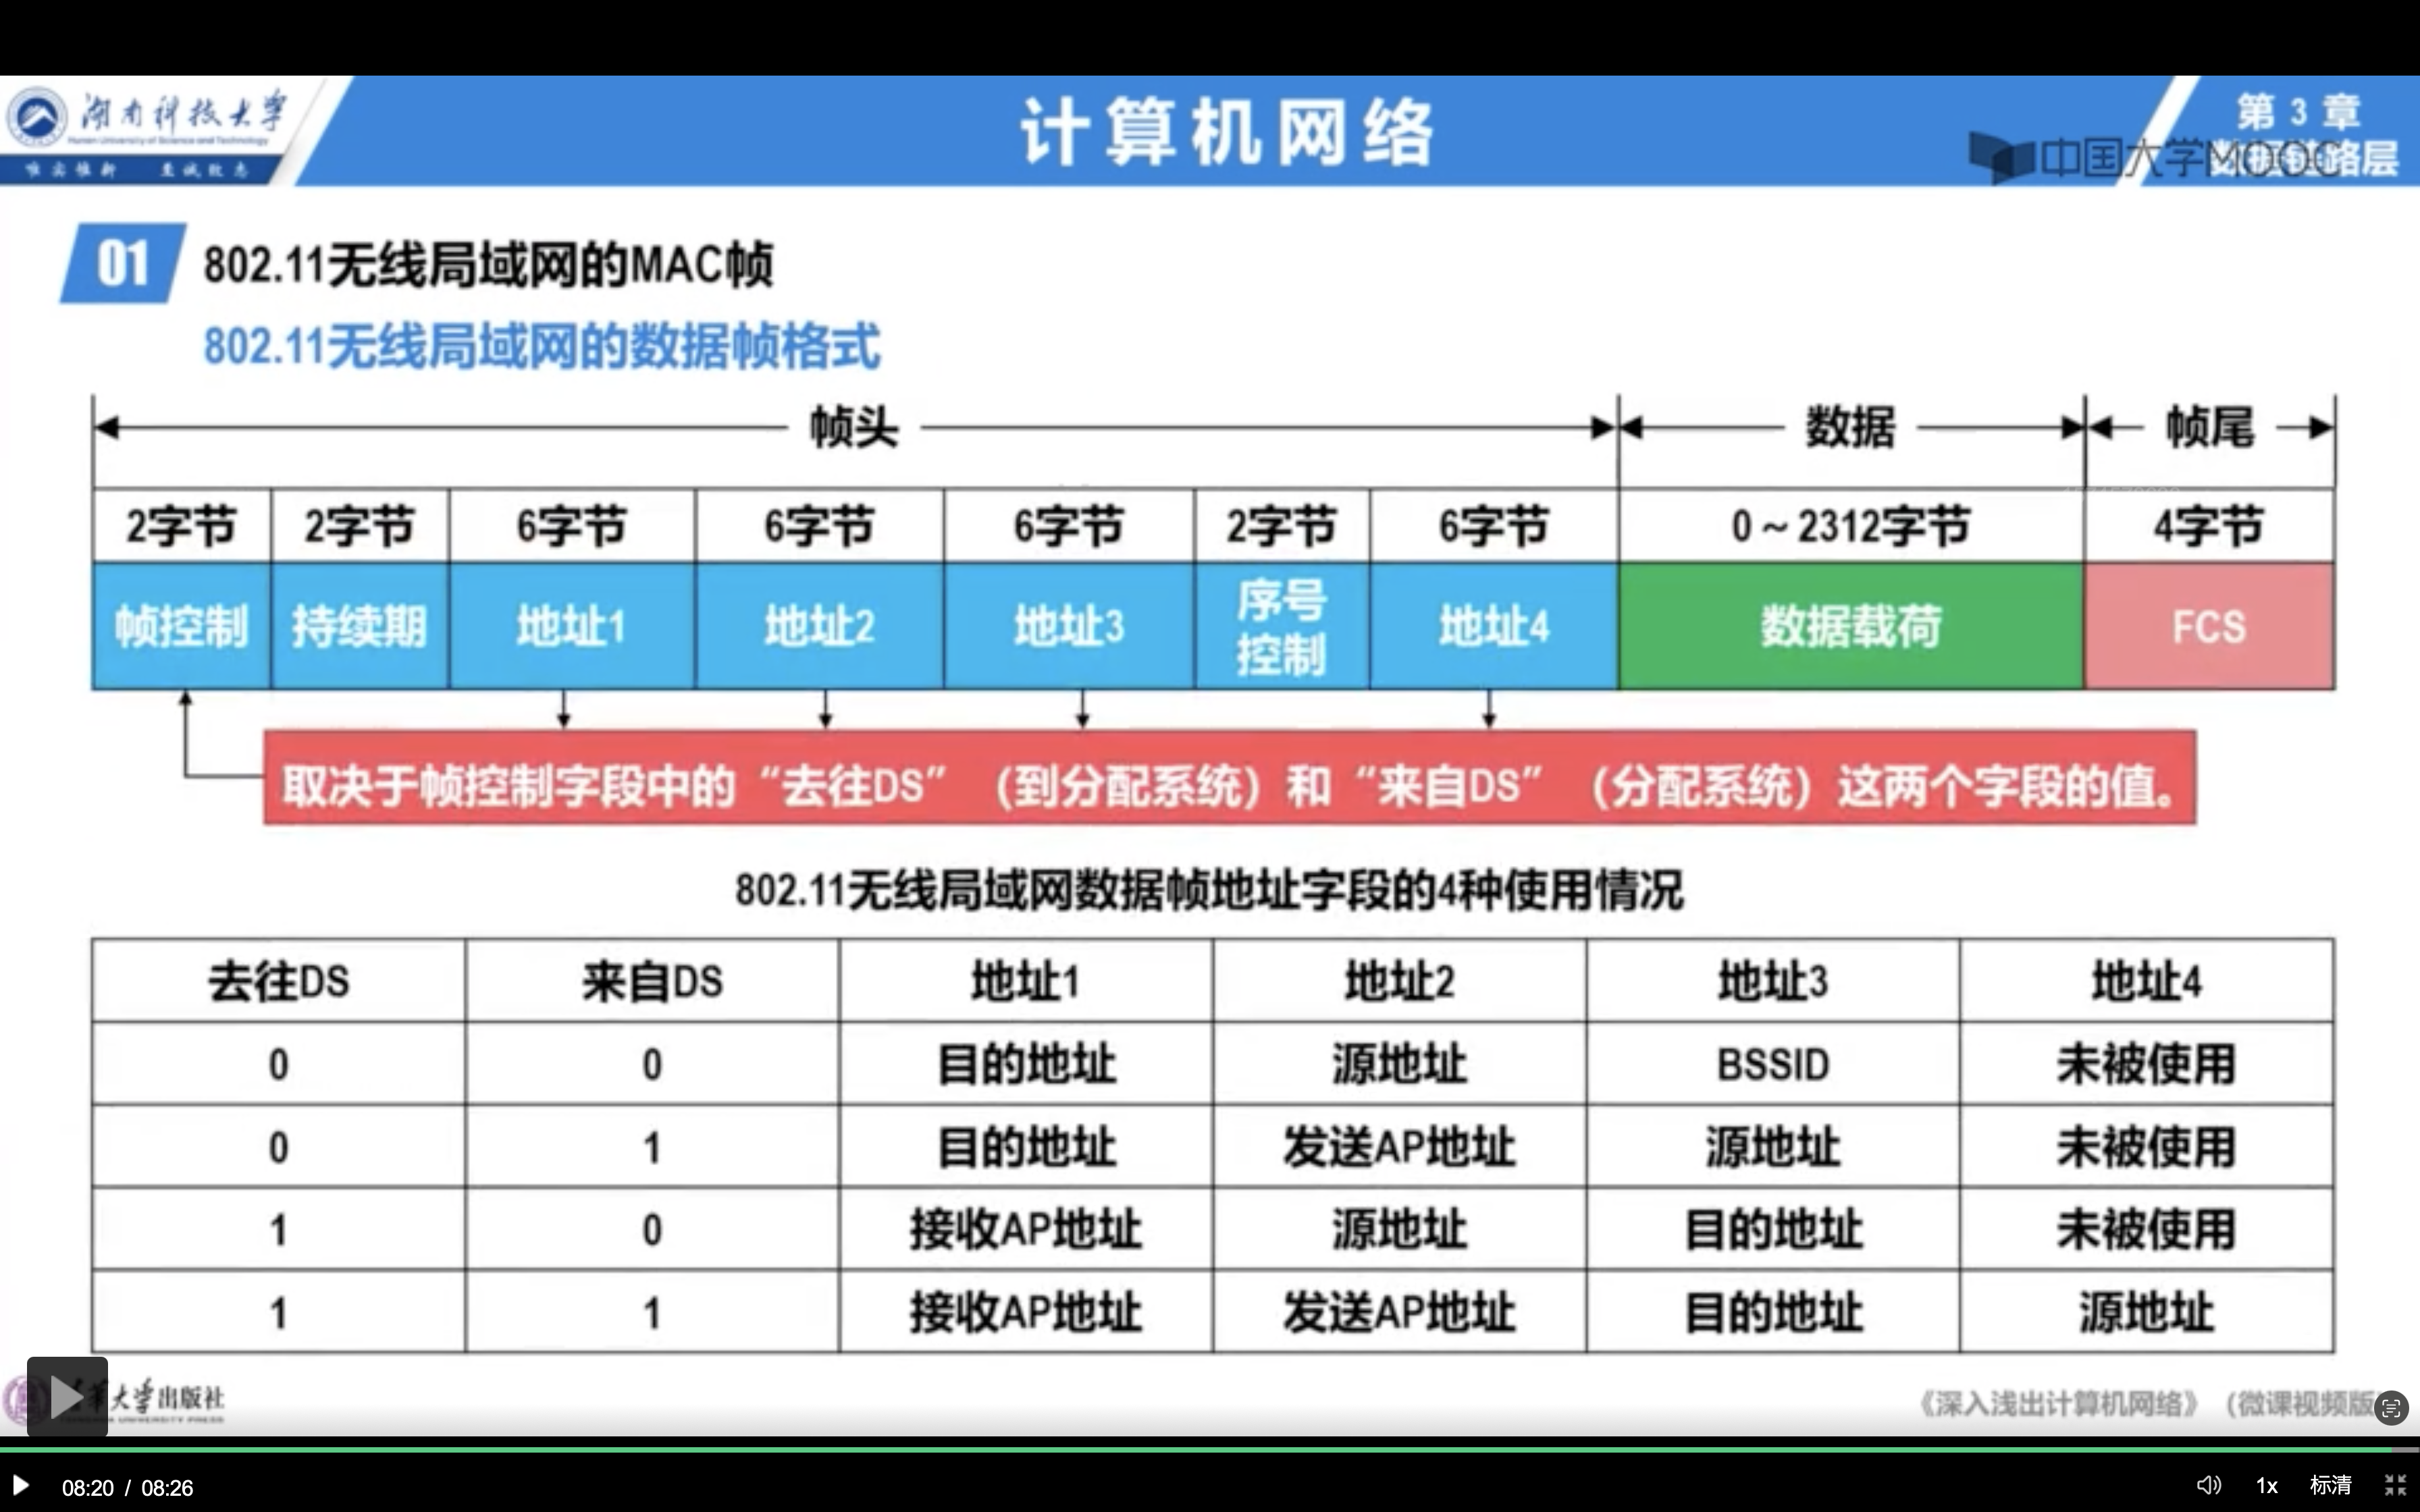 湖南科技大学
Hunan University of Science and Technology
唯实惟新 至诚致志
计算机网络
第 3 章
数据链路层
中国大学MOOC
01
802.11无线局域网的MAC帧
802.11无线局域网的数据帧格式
帧头 数据 帧尾
2字节 2字节 6字节 6字节 6字节 2字节 6字节 0～2312字节 4字节
帧控制 持续期 地址1 地址2 地址3 序号控制 地址4 数据载荷 FCS
取决于帧控制字段中的“去往DS”（到分配系统）和“来自DS”（分配系统）这两个字段的值。
802.11无线局域网数据帧地址字段的4种使用情况
去往DS 来自DS 地址1 地址2 地址3 地址4
0 0 目的地址 源地址 BSSID 未被使用
0 1 目的地址 发送AP地址 源地址 未被使用
1 0 接收AP地址 源地址 目的地址 未被使用
1 1 接收AP地址 发送AP地址 目的地址 源地址
大学出版社
《深入浅出计算机网络》（微课视频版
08:20 / 08:26
1x
标清